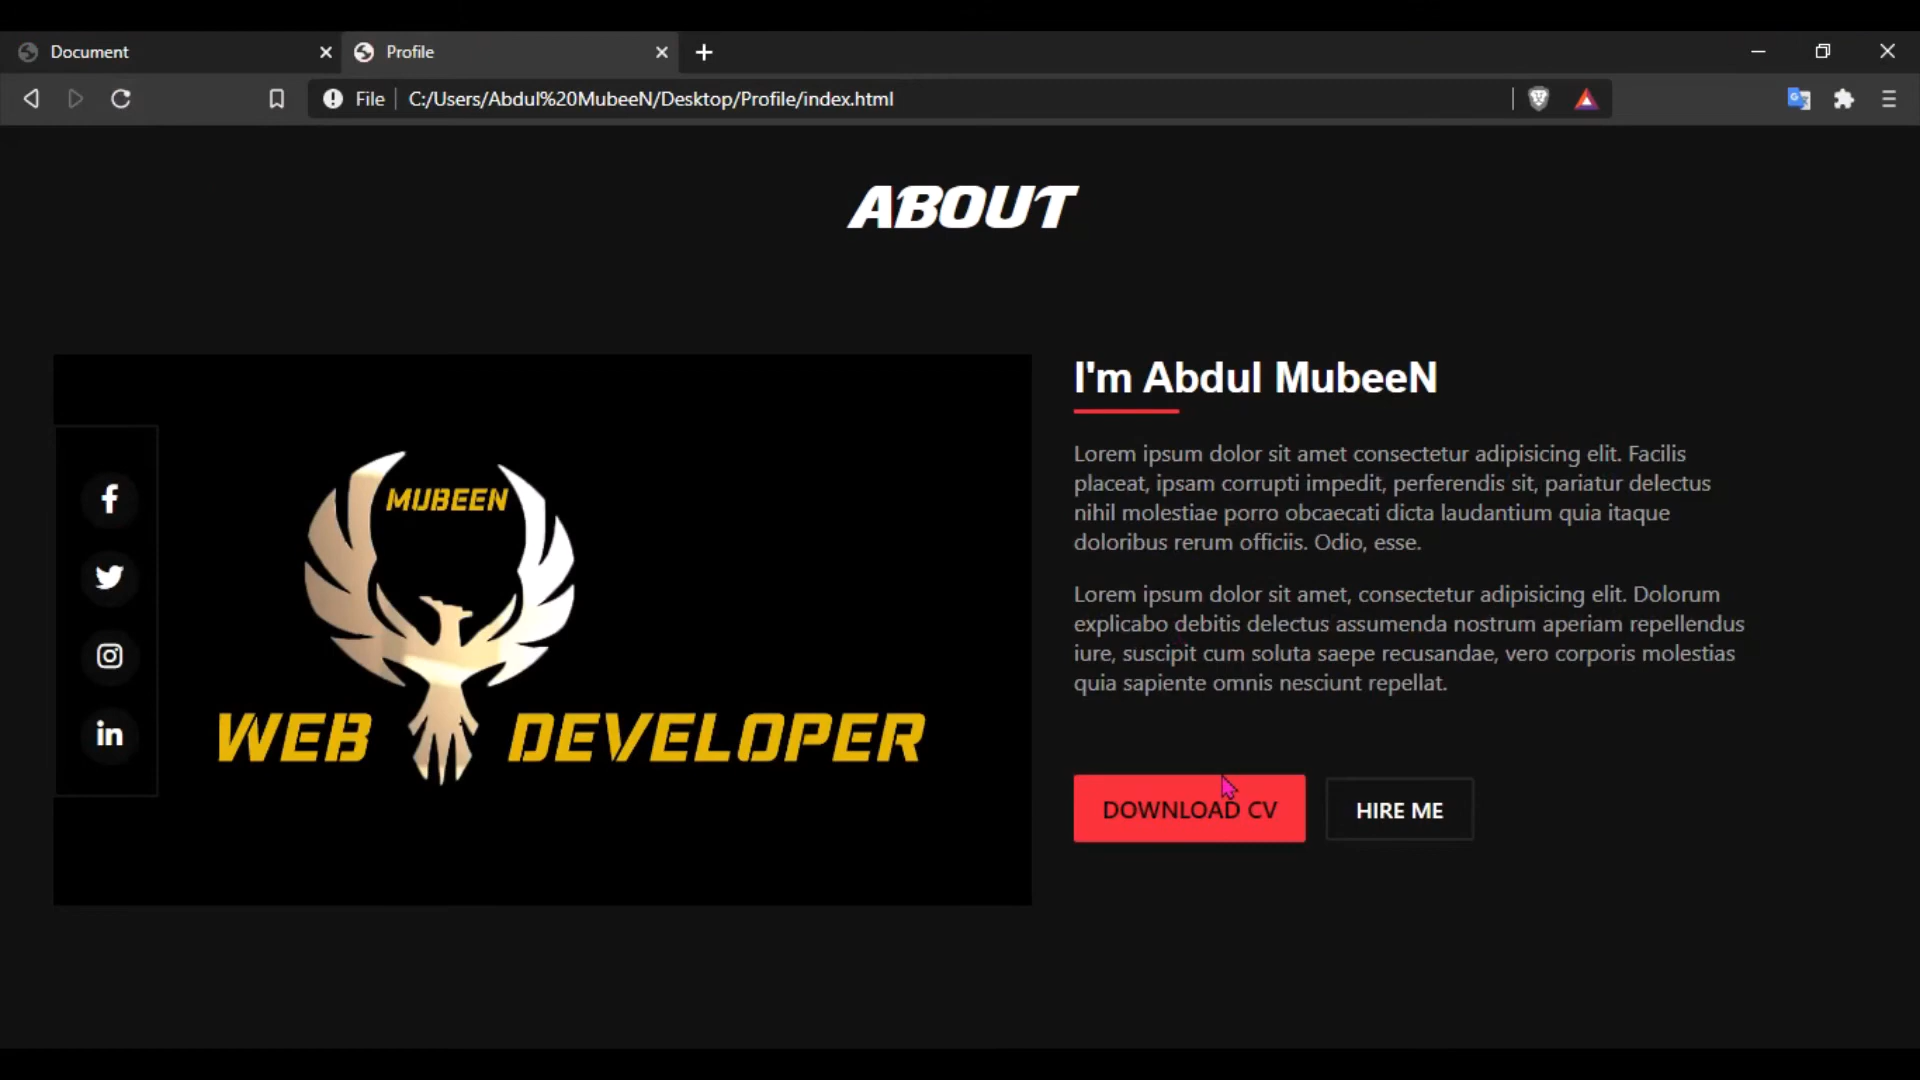 Document
Profile
File
C:/Users/Abdul%20MubeeN/Desktop/Profile/index.html
ABOUT
MUBEEN
WEB DEVELOPER
I'm Abdul MubeeN
Lorem ipsum dolor sit amet consectetur adipisicing elit. Facilis
placeat, ipsam corrupti impedit, perferendis sit, pariatur delectus
nihil molestiae porro obcaecati dicta laudantium quia itaque
doloribus rerum officiis. Odio, esse.
Lorem ipsum dolor sit amet, consectetur adipisicing elit. Dolorum
explicabo debitis delectus assumenda nostrum aperiam repellendus
iure, suscipit cum soluta saepe recusandae, vero corporis molestias
quia sapiente omnis nesciunt repellat.
DOWNLOAD CV
HIRE ME